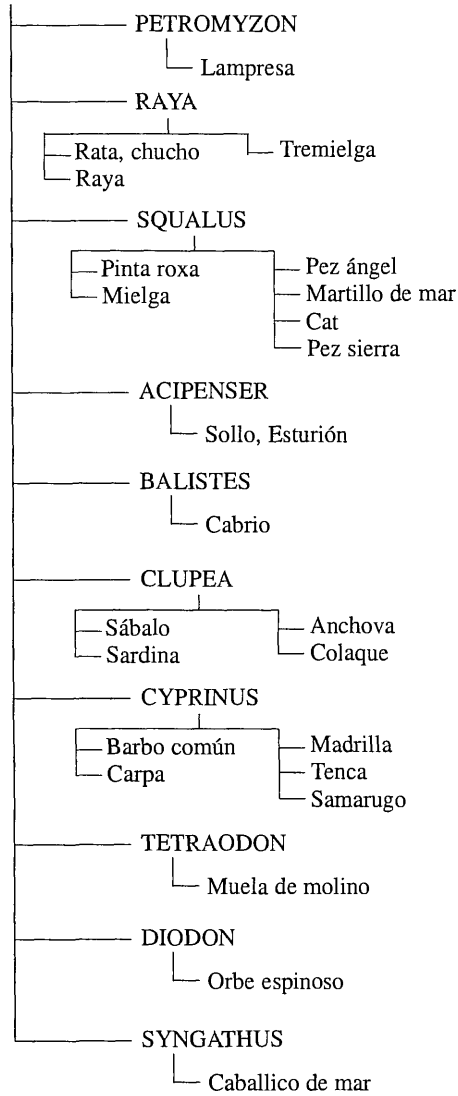 PETROMYZON
Lampresa
RAYA
Rata, chucho
Raya
Tremielga
SQUALUS
Pinta roxa
Mielga
Pez ángel
Martillo de mar
Cat
Pez sierra
ACIPENSER
Sollo, Esturión
BALISTES
Cabrio
CLUPEA
Sábalo
Sardina
Anchova
Colaque
CYPRINUS
Barbo común
Carpa
Madrilla
Tenca
Samarugo
TETRAODON
Muela de molino
DIODON
Orbe espinoso
SYNGATHUS
Caballico de mar